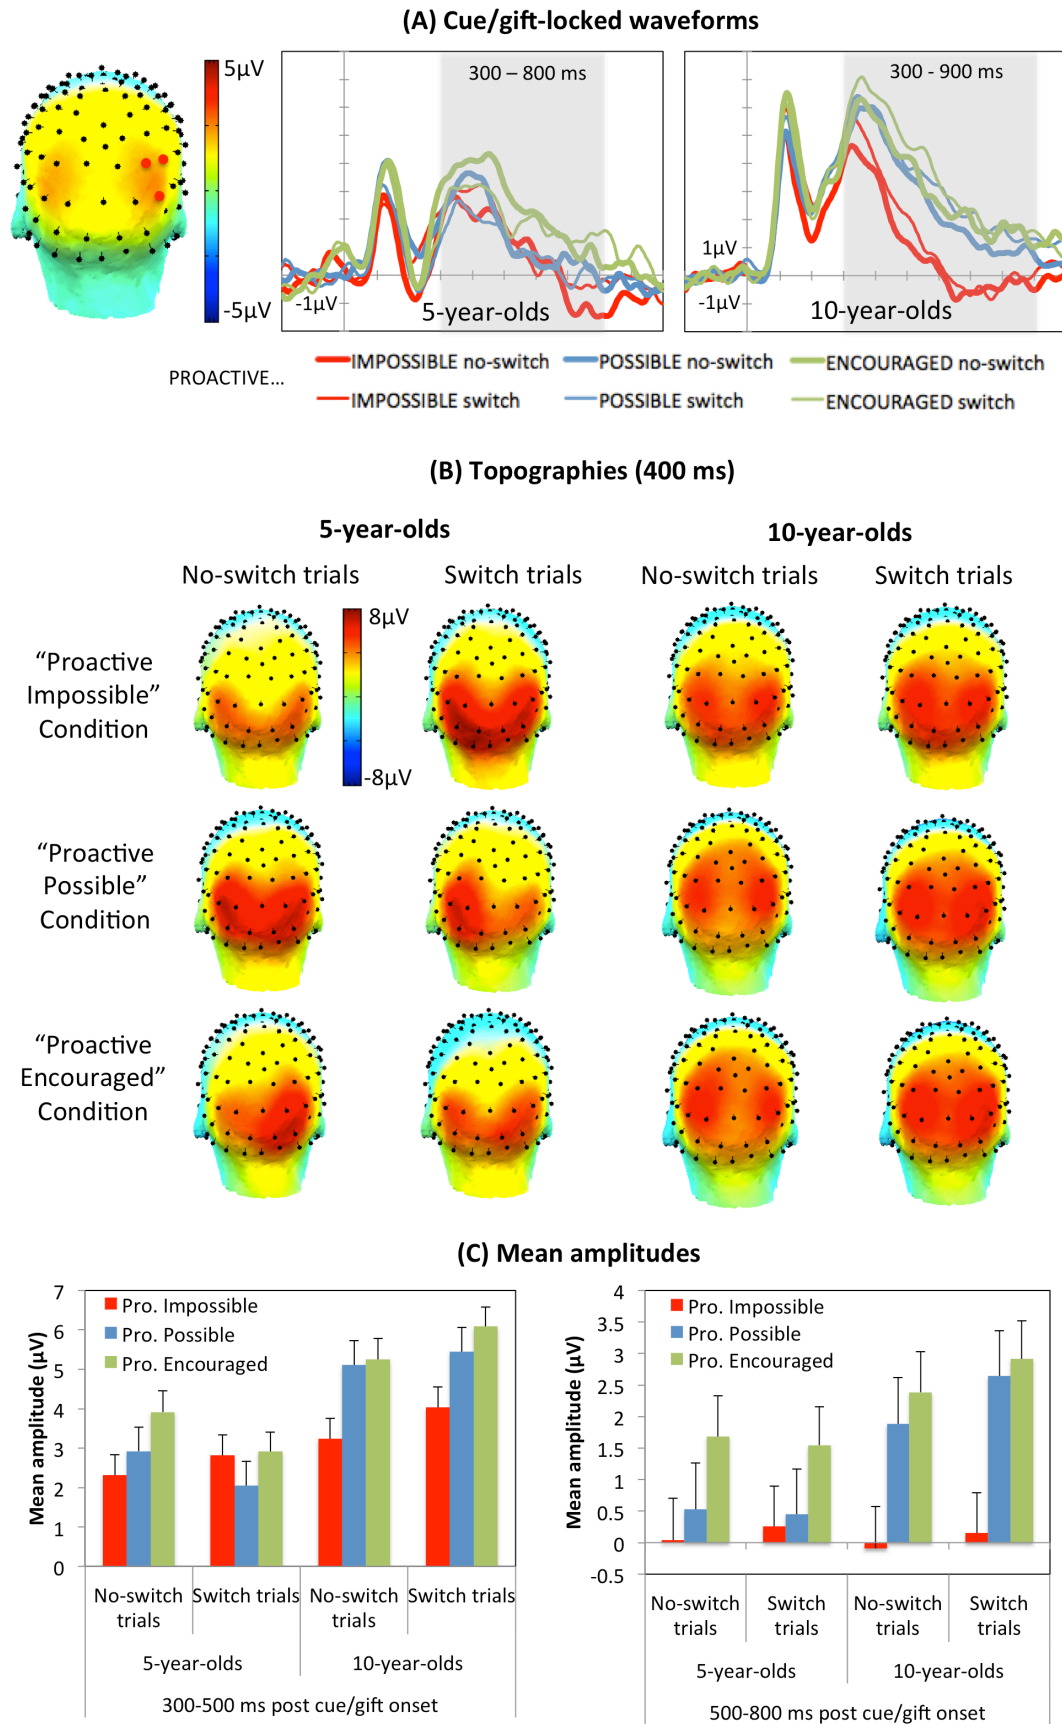 (A) Cue/gift-locked waveforms
5µV
-5µV
300 – 800 ms
-1µV
5-year-olds
300 - 900 ms
1µV
-1µV
10-year-olds
PROACTIVE...
IMPOSSIBLE no-switch
POSSIBLE no-switch
ENCOURAGED no-switch
IMPOSSIBLE switch
POSSIBLE switch
ENCOURAGED switch
(B) Topographies (400 ms)
5-year-olds
10-year-olds
No-switch trials
Switch trials
No-switch trials
Switch trials
8µV
-8µV
“Proactive
Impossible”
Condition
“Proactive
Possible”
Condition
“Proactive
Encouraged”
Condition
(C) Mean amplitudes
Mean amplitude (µV)
7
6
5
4
3
2
1
0
Pro. Impossible
Pro. Possible
Pro. Encouraged
No-switch
trials
Switch trials
No-switch
trials
Switch trials
5-year-olds
10-year-olds
300-500 ms post cue/gift onset
Mean amplitude (µV)
4
3.5
3
2.5
2
1.5
1
0.5
0
-0.5
Pro. Impossible
Pro. Possible
Pro. Encouraged
No-switch
trials
Switch
trials
No-switch
trials
Switch
trials
5-year-olds
10-year-olds
500-800 ms post cue/gift onset